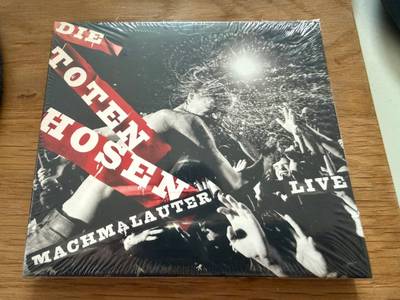 DIE
TOTEN
HOSEN
MACHMALAUTER
LIVE